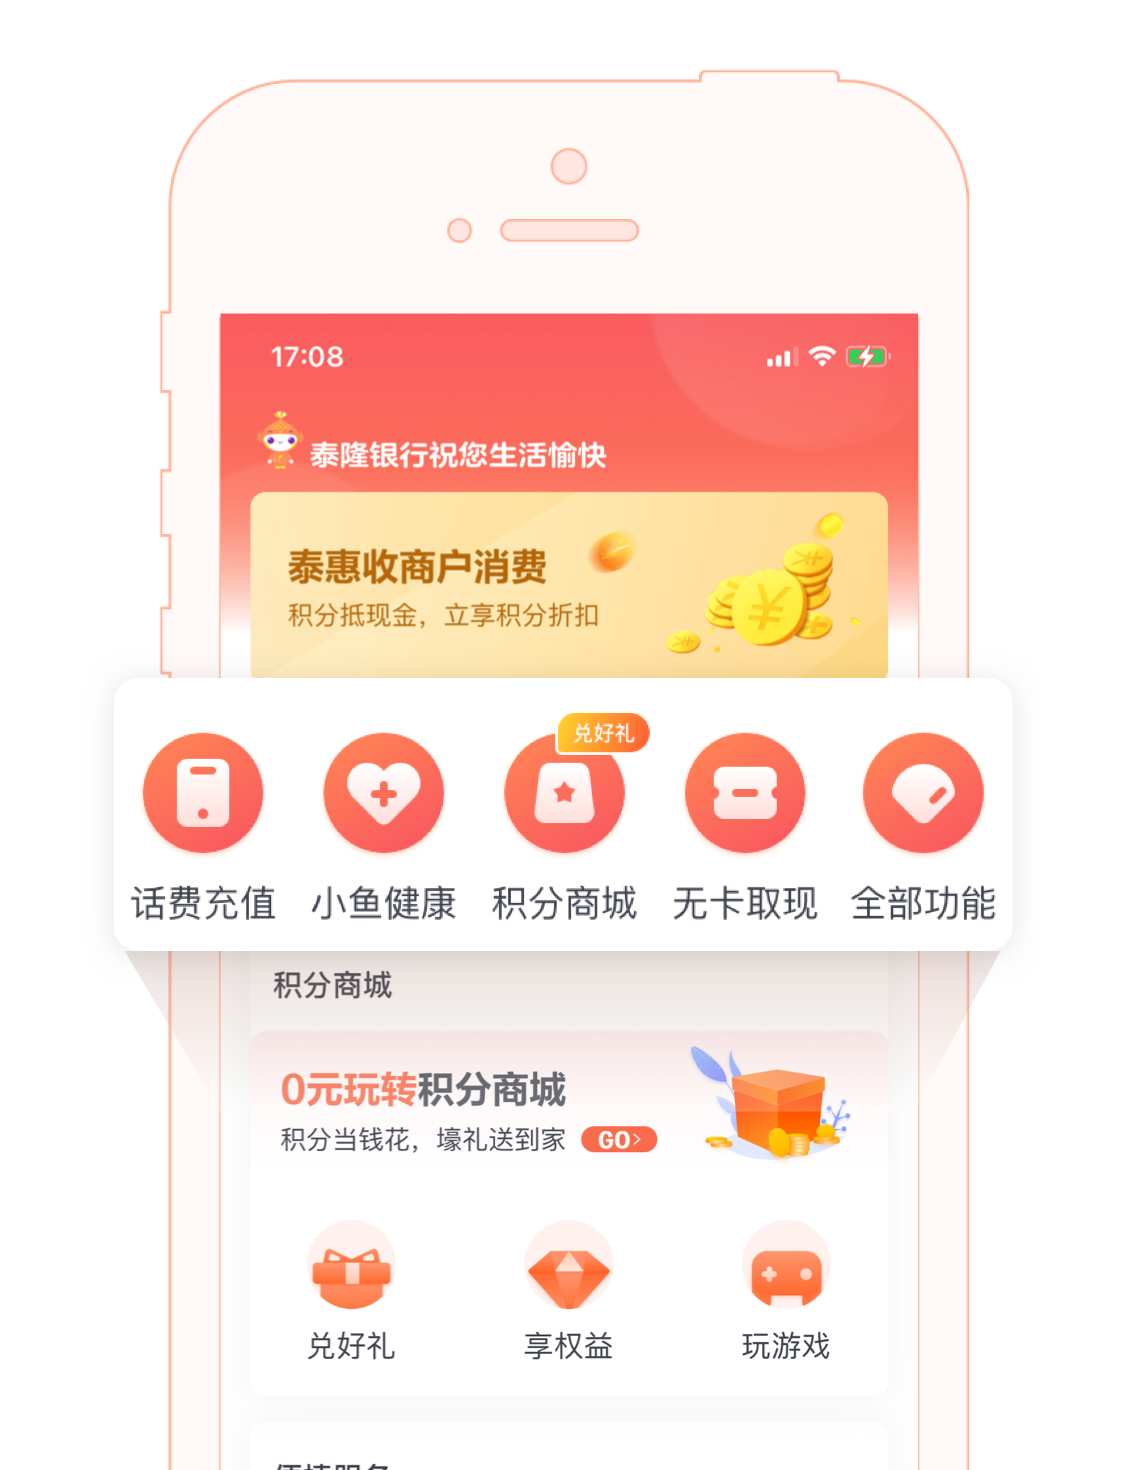 17:08
泰隆银行祝您生活愉快
泰惠收商户消费
积分抵现金，立享积分折扣
兑好礼
话费充值 小鱼健康 积分商城 无卡取现 全部功能
积分商城
0元玩转积分商城
积分当钱花，壕礼送到家 GO>
兑好礼 享权益 玩游戏